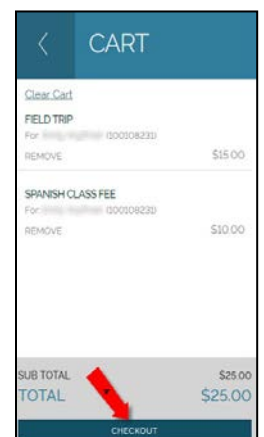 CART
Clear Cart
FIELD TRIP
For: (100108231)
REMOVE $15.00
SPANISH CLASS FEE
For: (100108231)
REMOVE $10.00
SUB TOTAL $25.00
TOTAL $25.00
CHECKOUT